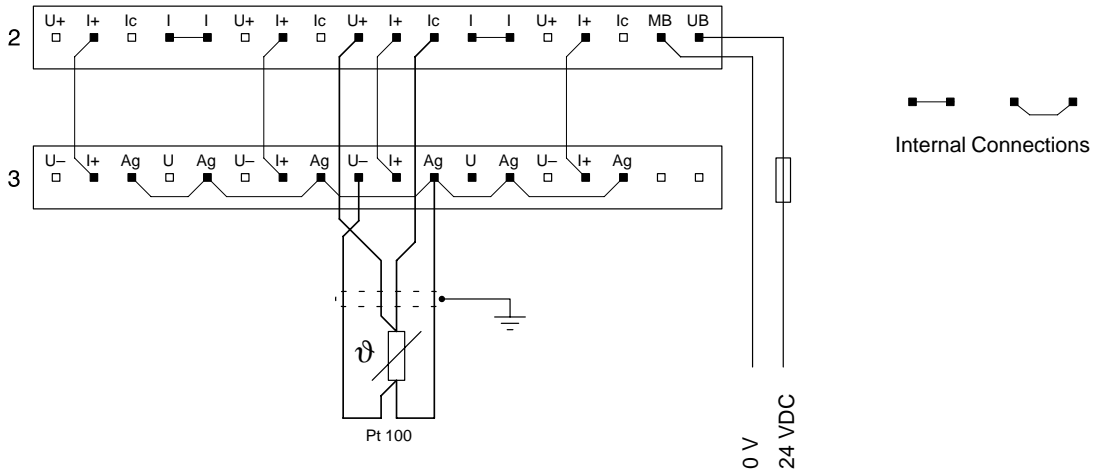 U+ I+ Ic I I U+ I+ Ic U+ I+ Ic I I U+ I+ Ic MB UB
2
Internal Connections
U– I+ Ag U Ag U– I+ Ag U– I+ Ag U Ag U– I+ Ag
3
ϑ
Pt 100
0 V
24 VDC